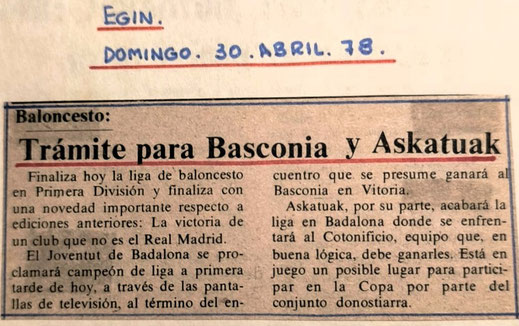 EGIN.
DOMINGO. 30. ABRIL. 78.
Baloncesto:
Trámite para Basconia y Askatuak
Finaliza hoy la liga de baloncesto
en Primera División y finaliza con
una novedad importante respecto a
ediciones anteriores: La victoria de
un club que no es el Real Madrid.
El Joventut de Badalona se pro-
clamará campeón de liga a primera
tarde de hoy, a través de las panta-
llas de televisión, al término del en-
cuentro que se presume ganará al
Basconia en Vitoria.
Askatuak, por su parte, acabará la
liga en Badalona donde se enfren-
tará al Cotonificio, equipo que, en
buena lógica, debe ganarles. Está en
juego un posible lugar para partici-
par en la Copa por parte del
conjunto donostiarra.